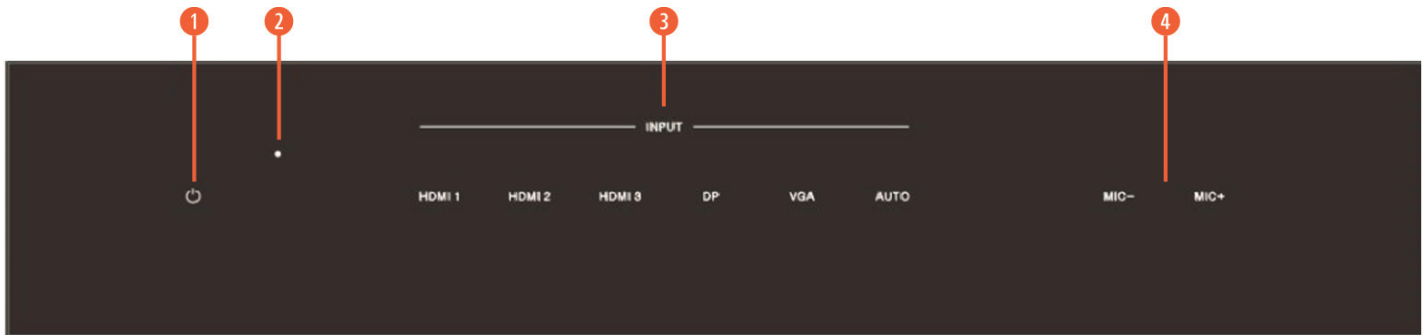 1 2 3 4
INPUT
HDMI 1 HDMI 2 HDMI 3 DP VGA AUTO MIC- MIC+